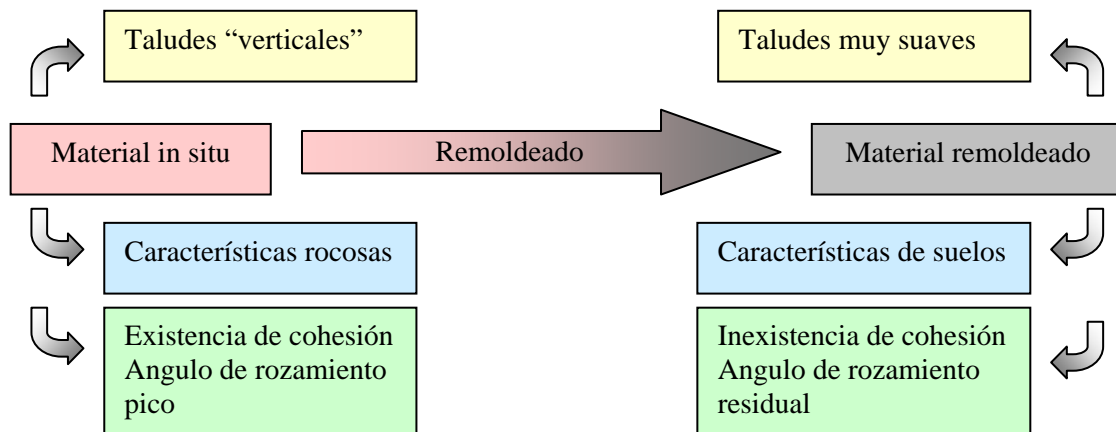 Taludes “verticales”
Taludes muy suaves
Material in situ
Remoldeado
Material remoldeado
Características rocosas
Características de suelos
Existencia de cohesión
Angulo de rozamiento
pico
Inexistencia de cohesión
Angulo de rozamiento
residual